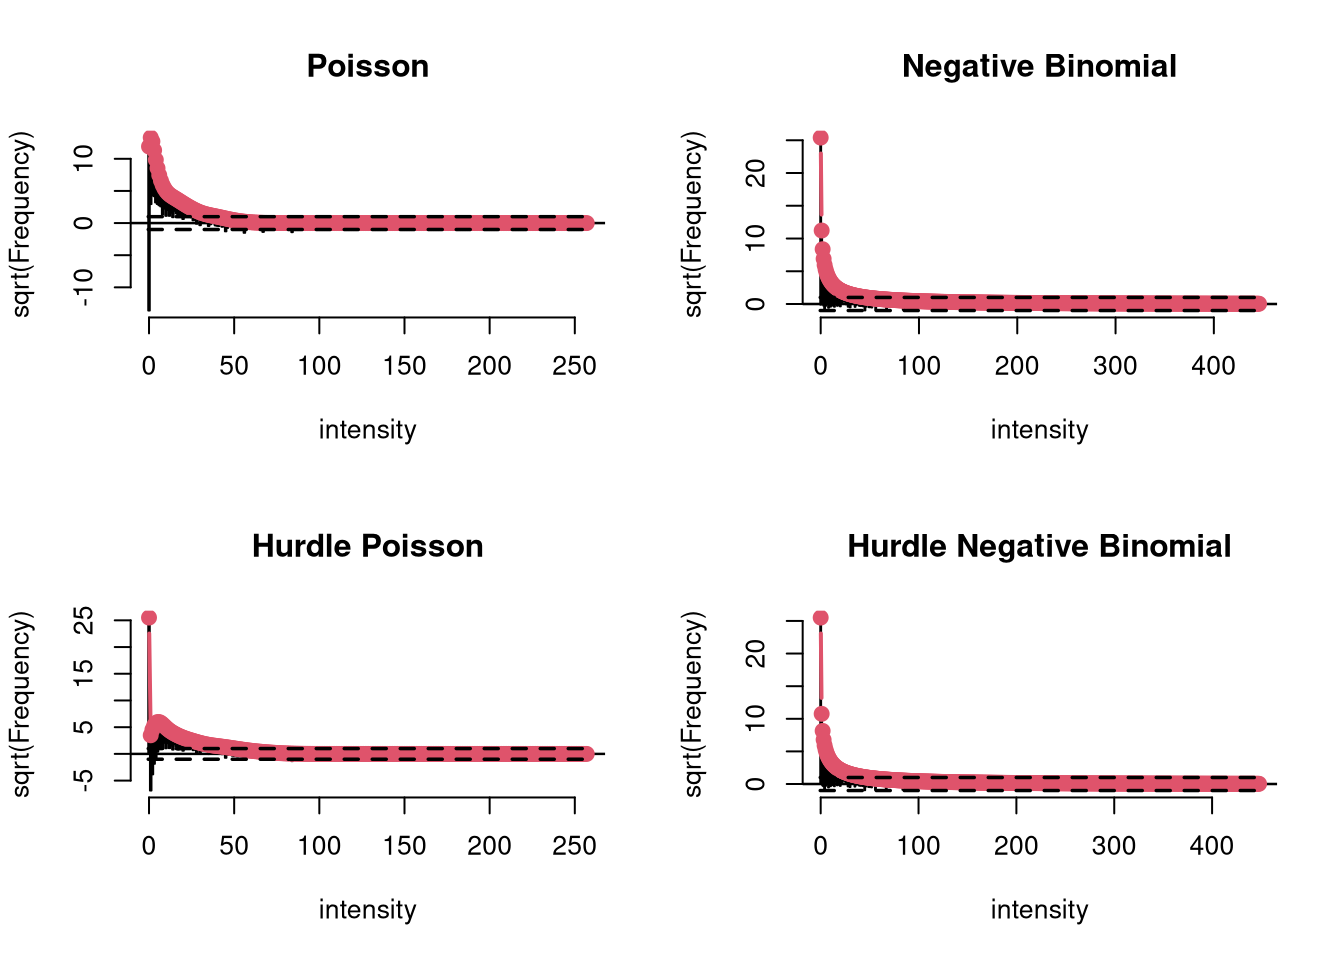 Poisson
sqrt(Frequency)
10
0
-10
0 50 100 150 200 250
intensity
Negative Binomial
sqrt(Frequency)
20
10
0
0 100 200 300 400
intensity
Hurdle Poisson
sqrt(Frequency)
25
15
5
-5
0 50 100 150 200 250
intensity
Hurdle Negative Binomial
sqrt(Frequency)
20
10
0
0 100 200 300 400
intensity